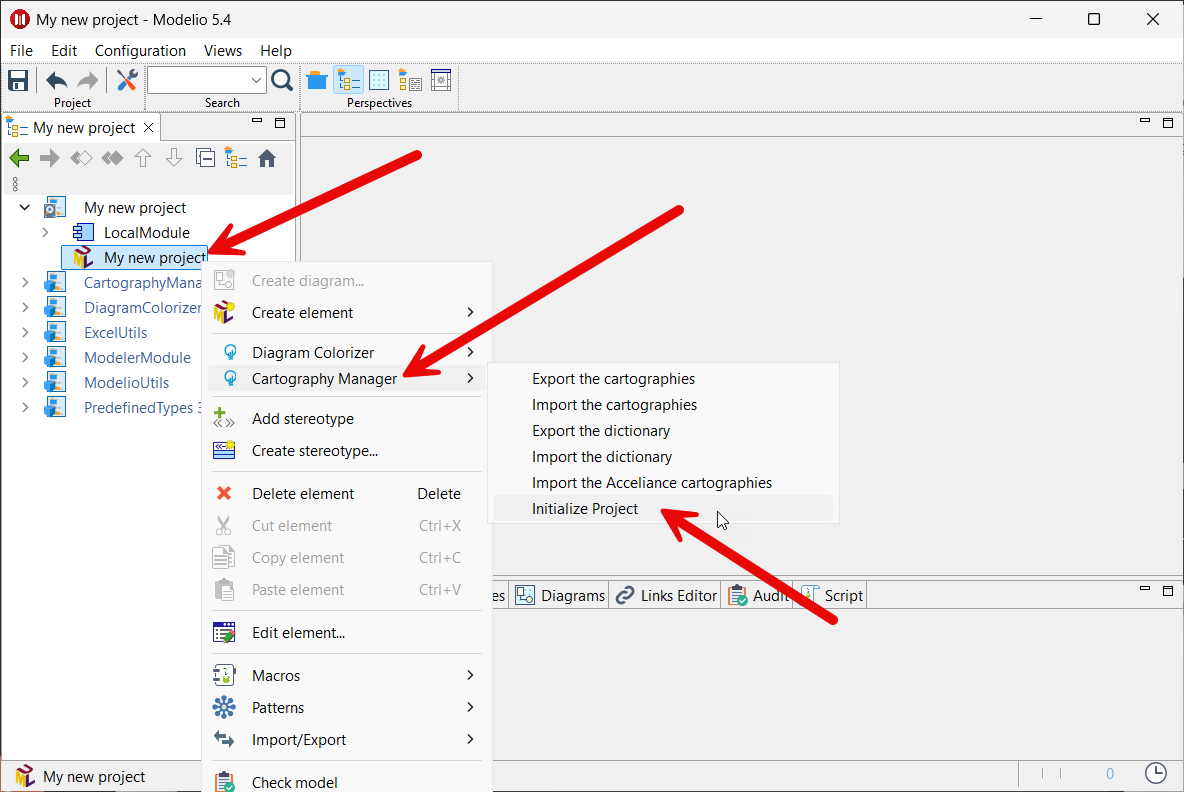 My new project - Modelio 5.4
File Edit Configuration Views Help
Project Search Perspectives
My new project
My new project
LocalModule
My new project
CartographyMana
DiagramColorizer
ExcelUtils
ModelerModule
ModelioUtils
PredefinedTypes 3
Create diagram...
Create element
Diagram Colorizer
Cartography Manager
Add stereotype
Create stereotype...
Delete element Delete
Cut element Ctrl+X
Copy element Ctrl+C
Paste element Ctrl+V
Edit element...
Macros
Patterns
Import/Export
Check model
Export the cartographies
Import the cartographies
Export the dictionary
Import the dictionary
Import the Acceliance cartographies
Initialize Project
es Diagrams Links Editor Audit Script
My new project 0